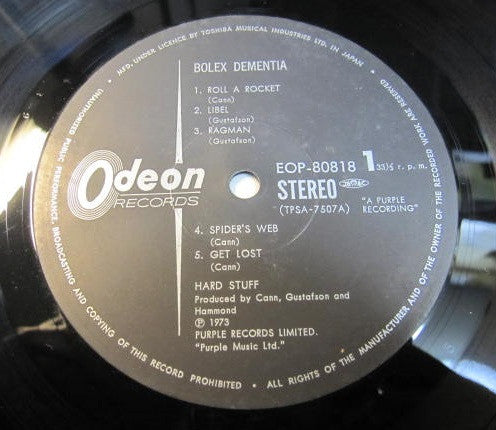 • MFD. UNDER LICENCE BY TOSHIBA MUSICAL INDUSTRIES LTD. IN JAPAN •
UNAUTHORISED PUBLIC PERFORMANCE, BROADCASTING AND COPYING OF THIS RECORD PROHIBITED • ALL RIGHTS OF THE MANUFACTURER AND OF THE OWNER OF THE RECORDED WORK ARE RESERVED
BOLEX DEMENTIA
1. ROLL A ROCKET
(Cann)
2. LIBEL
(Gustafson)
3. RAGMAN
(Gustafson)
Odeon
RECORDS
EOP-80818 1 33⅓ r. p. m.
STEREO
(TPSA-7507A)
"A PURPLE
RECORDING"
4. SPIDER'S WEB
(Cann)
5. GET LOST
(Cann)
HARD STUFF
Produced by Cann, Gustafson and
Hammond
Ⓟ 1973
PURPLE RECORDS LIMITED.
"Purple Music Ltd."